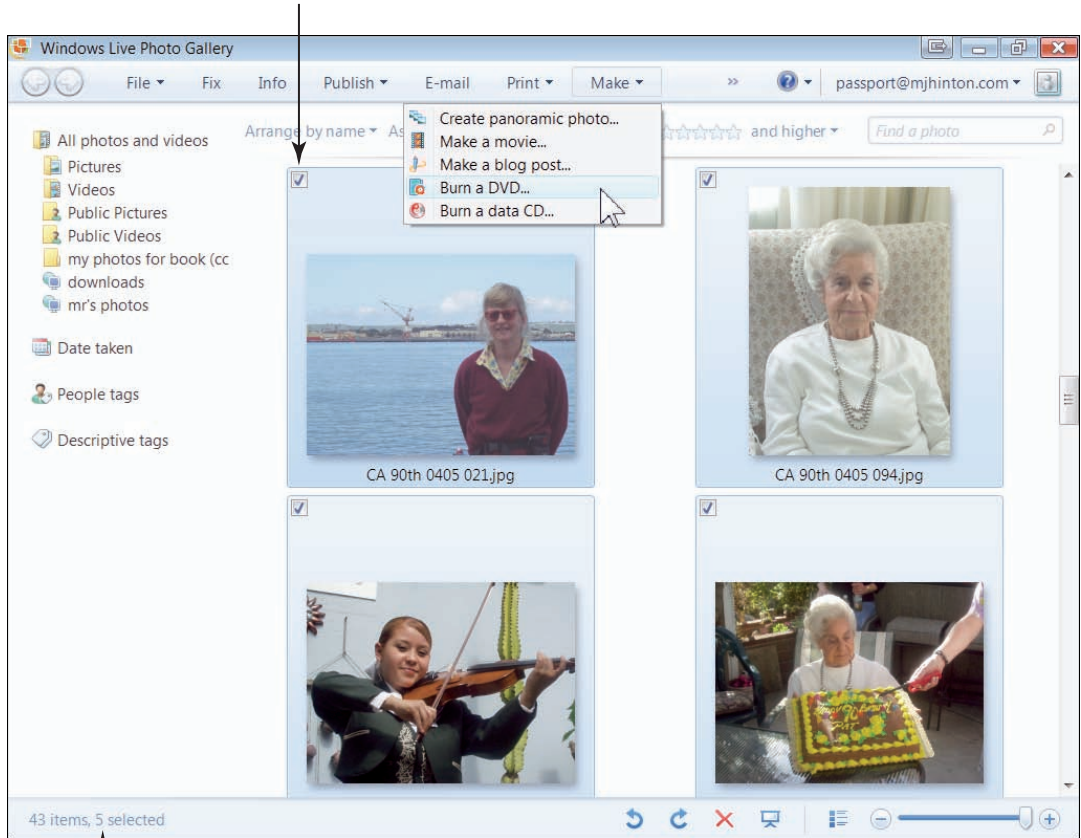 Windows Live Photo Gallery
File Fix Info Publish E-mail Print Make » ? passport@mjhinton.com
Create panoramic photo...
Make a movie...
Make a blog post...
Burn a DVD...
Burn a data CD...
Arrange by name As and higher Find a photo
All photos and videos
Pictures
Videos
Public Pictures
Public Videos
my photos for book (cc
downloads
mr's photos
Date taken
People tags
Descriptive tags
CA 90th 0405 021.jpg
CA 90th 0405 094.jpg
43 items, 5 selected